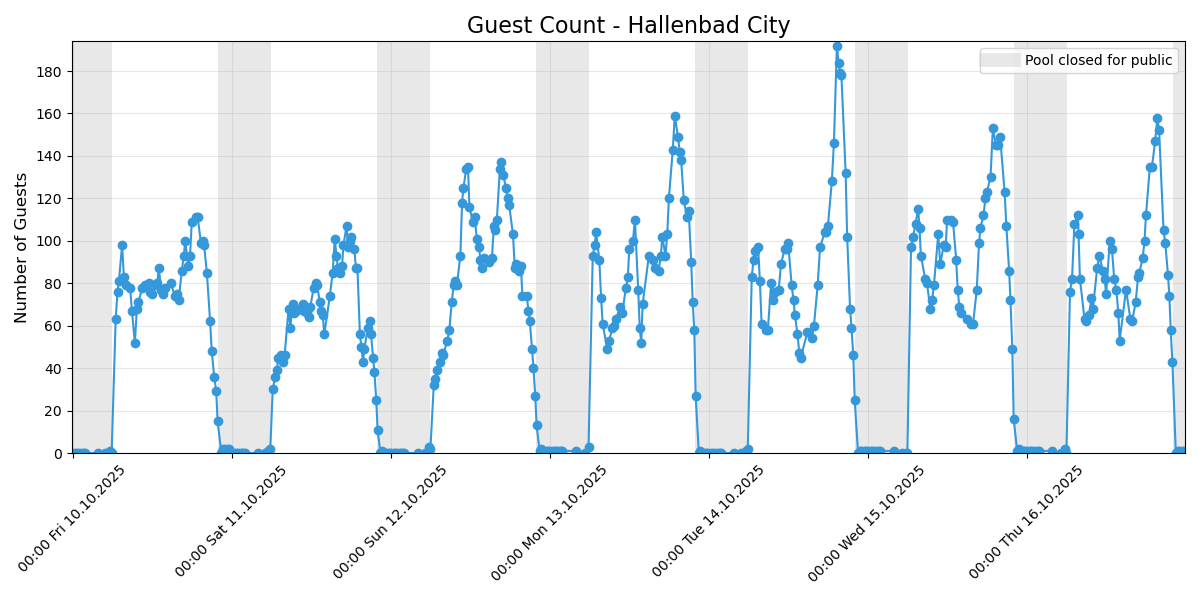 Guest Count - Hallenbad City
Pool closed for public
Number of Guests
180
160
140
120
100
80
60
40
20
0
00:00 Fri 10.10.2025
00:00 Sat 11.10.2025
00:00 Sun 12.10.2025
00:00 Mon 13.10.2025
00:00 Tue 14.10.2025
00:00 Wed 15.10.2025
00:00 Thu 16.10.2025